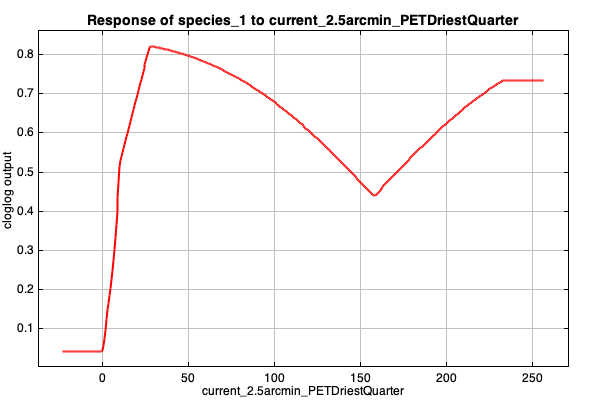 Response of species_1 to current_2.5arcmin_PETDriestQuarter
cloglog output
0.8
0.7
0.6
0.5
0.4
0.3
0.2
0.1
0 50 100 150 200 250
current_2.5arcmin_PETDriestQuarter